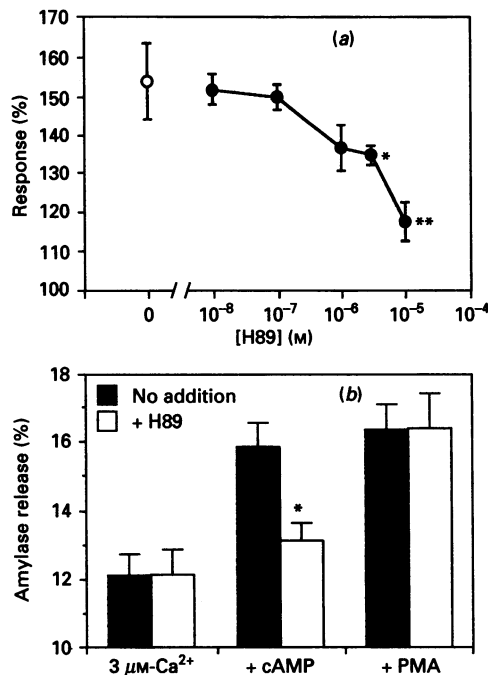 (a)
Response (%)
170
160
150
140
130
120
110
100
*
**
0
10⁻⁸
10⁻⁷
10⁻⁶
10⁻⁵
10⁻⁴
[H89] (M)
(b)
No addition
+ H89
Amylase release (%)
18
16
14
12
10
*
3 μM-Ca²⁺
+ cAMP
+ PMA